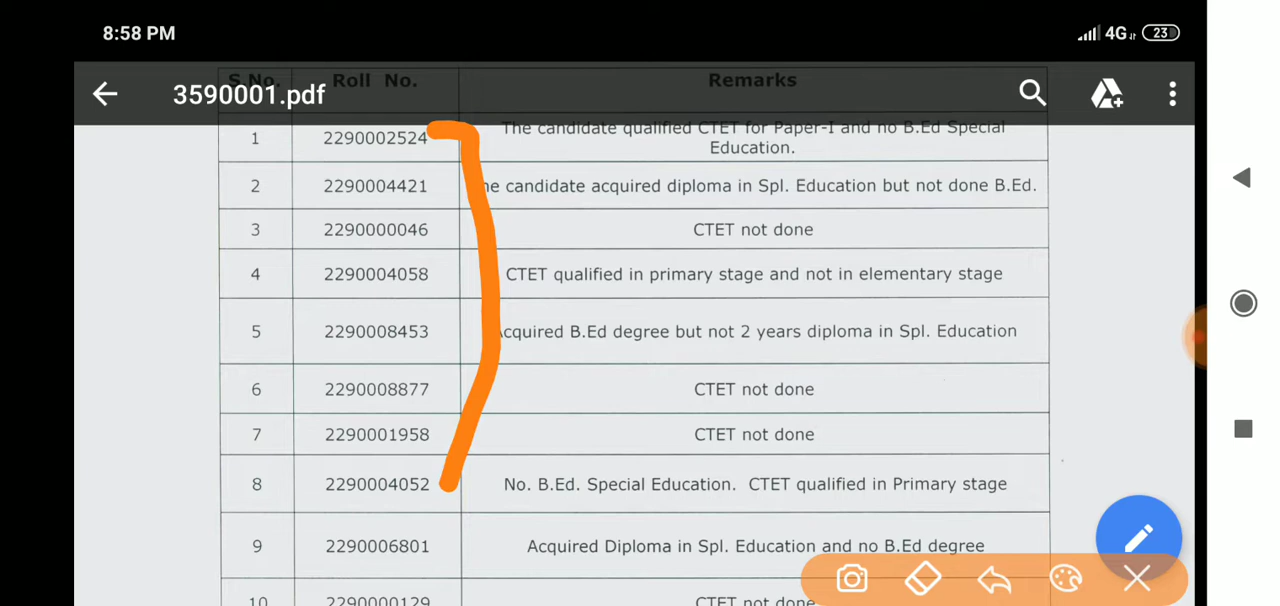 8:58 PM 4G 23
3590001.pdf
S.No. Roll No. Remarks
1 2290002524 The candidate qualified CTET for Paper-I and no B.Ed Special
Education.
2 2290004421 he candidate acquired diploma in Spl. Education but not done B.Ed.
3 2290000046 CTET not done
4 2290004058 CTET qualified in primary stage and not in elementary stage
5 2290008453 Acquired B.Ed degree but not 2 years diploma in Spl. Education
6 2290008877 CTET not done
7 2290001958 CTET not done
8 2290004052 No. B.Ed. Special Education. CTET qualified in Primary stage
9 2290006801 Acquired Diploma in Spl. Education and no B.Ed degree
10 2290000129 CTET not done